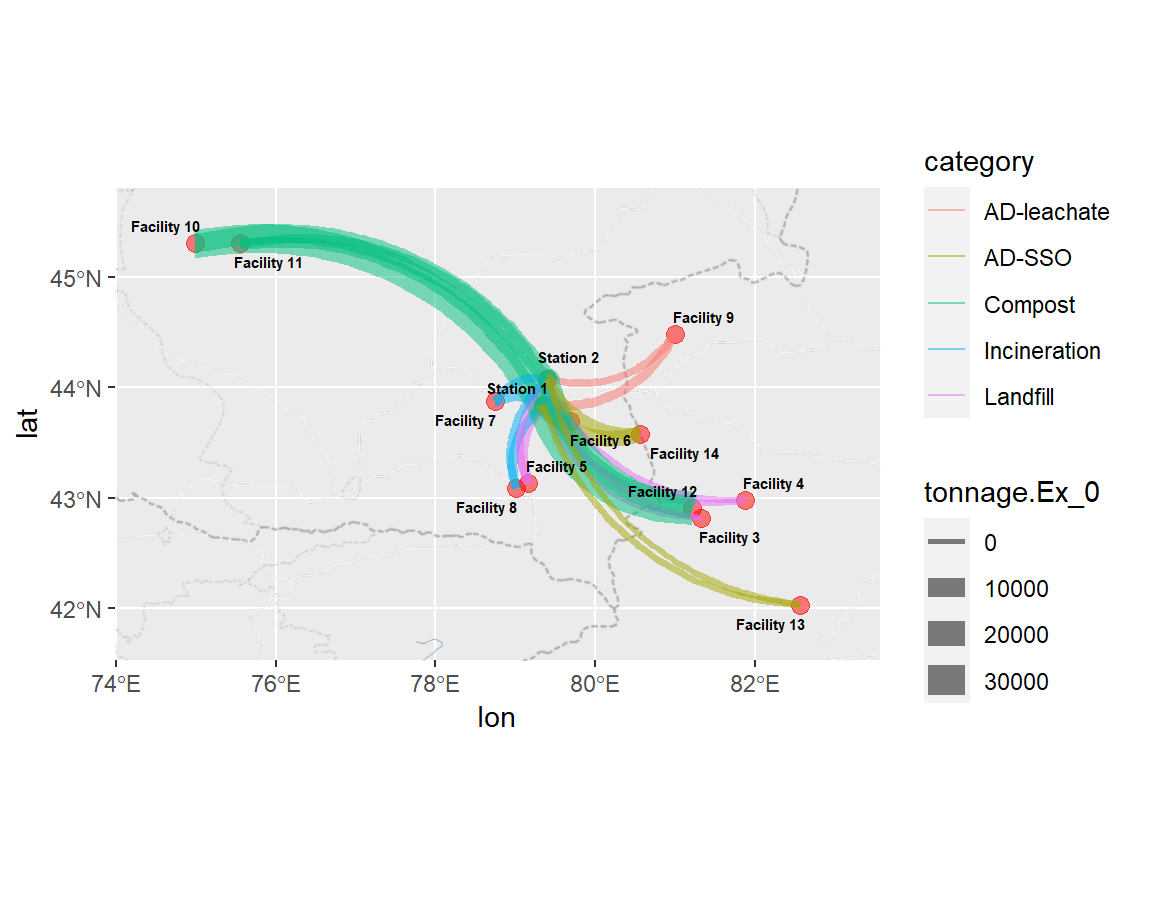 category
AD-leachate
AD-SSO
Compost
Incineration
Landfill
tonnage.Ex_0
0
10000
20000
30000
lat
45°N
44°N
43°N
42°N
74°E
76°E
78°E
80°E
82°E
lon
Facility 10
Facility 11
Facility 9
Station 2
Station 1
Facility 7
Facility 6
Facility 14
Facility 5
Facility 4
Facility 12
Facility 8
Facility 3
Facility 13